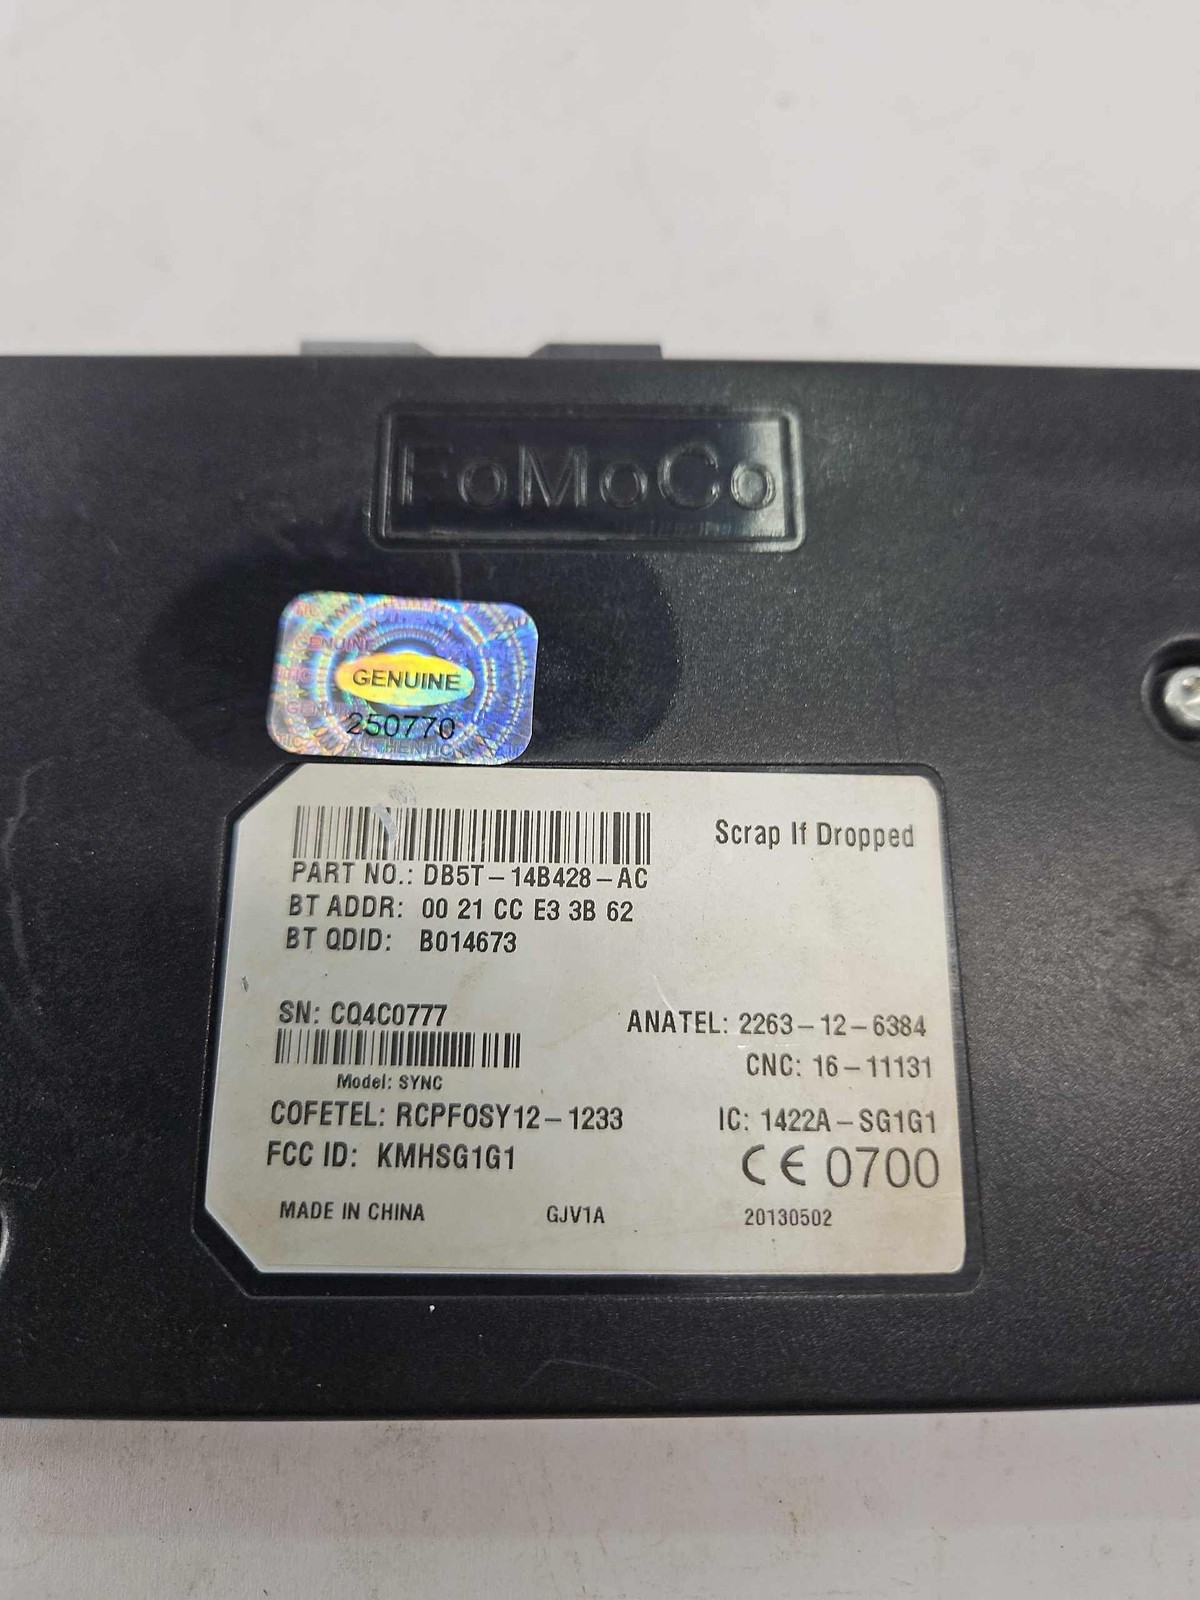 FoMoCo
GENUINE
GENUINE
250770
AUTHENTIC
Scrap If Dropped
PART NO.: DB5T-14B428-AC
BT ADDR: 00 21 CC E3 3B 62
BT QDID: B014673
SN: CQ4C0777
ANATEL: 2263-12-6384
CNC: 16-11131
Model: SYNC
COFETEL: RCPFOSY12-1233
IC: 1422A-SG1G1
FCC ID: KMHSG1G1
CE 0700
MADE IN CHINA
GJV1A
20130502